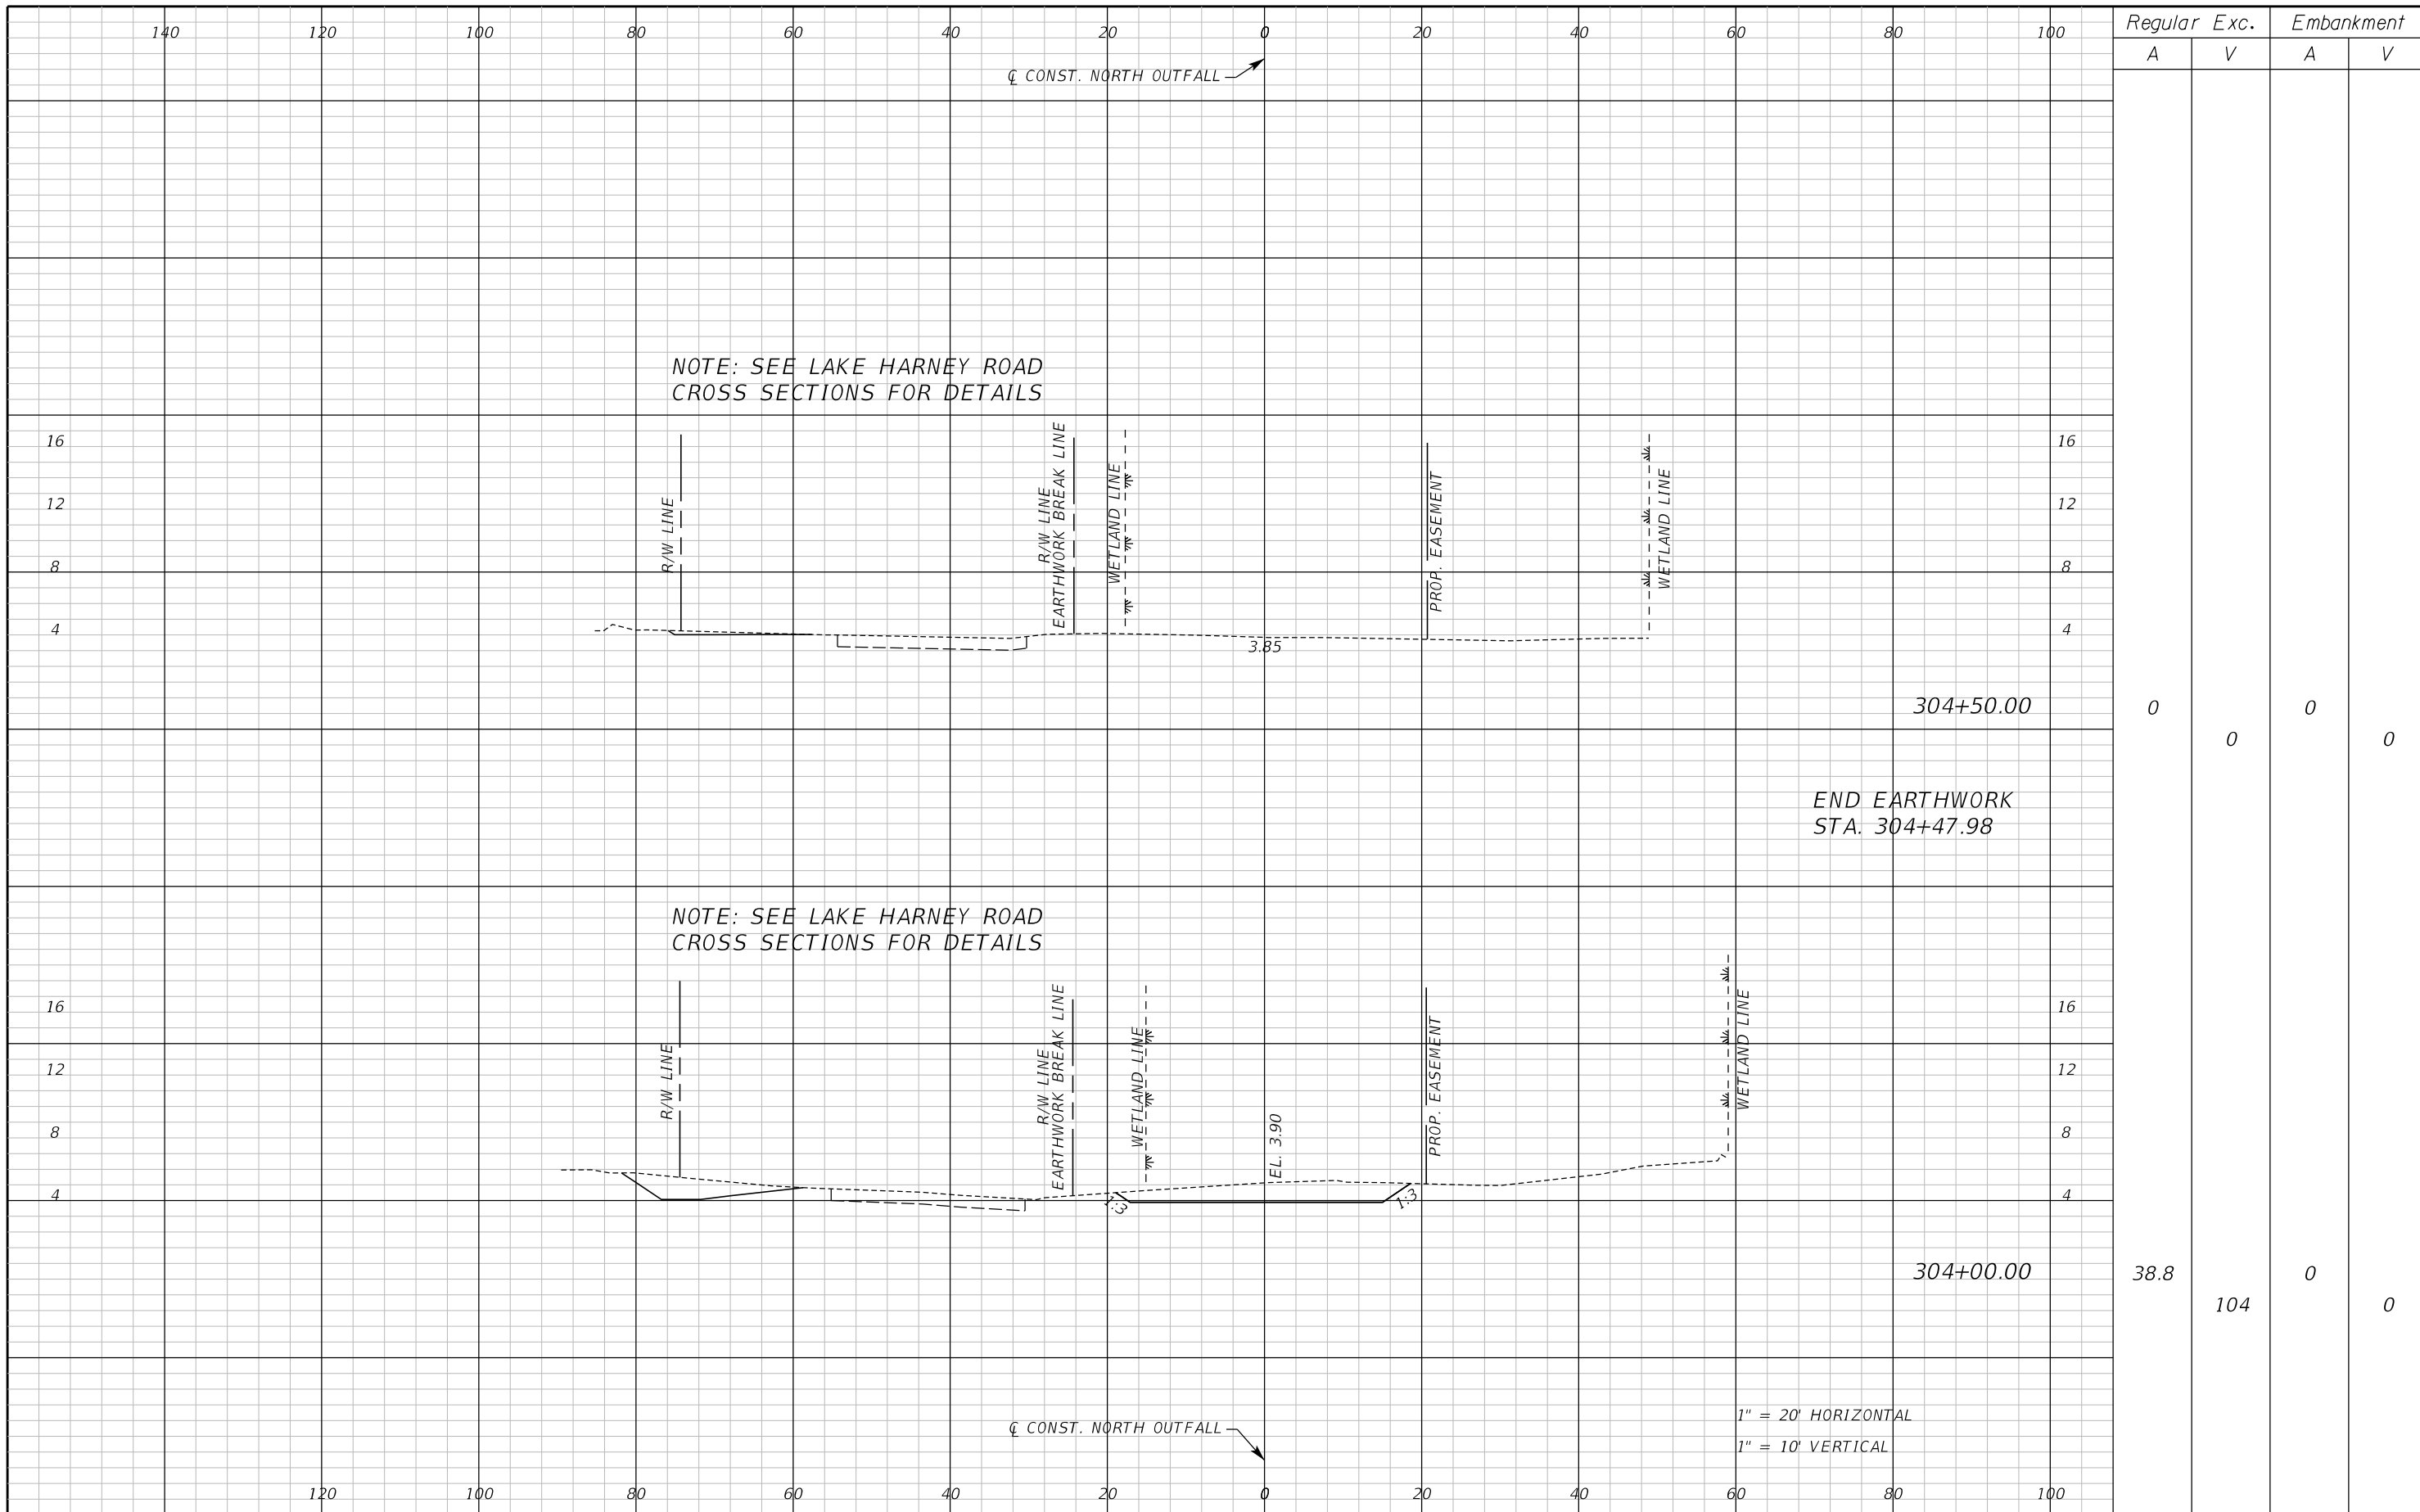 140 120 100 80 60 40 20 0 20 40 60 80 100
Regular Exc. Embankment
A V A V
℄ CONST. NORTH OUTFALL
NOTE: SEE LAKE HARNEY ROAD
CROSS SECTIONS FOR DETAILS
16 16
12 12
8 8
4 4
R/W LINE
R/W LINE
EARTHWORK BREAK LINE
WETLAND LINE
PROP. EASEMENT
WETLAND LINE
3.85
304+50.00 0 0
0 0
END EARTHWORK
STA. 304+47.98
NOTE: SEE LAKE HARNEY ROAD
CROSS SECTIONS FOR DETAILS
16 16
12 12
8 8
4 4
R/W LINE
R/W LINE
EARTHWORK BREAK LINE
WETLAND LINE
EL. 3.90
PROP. EASEMENT
WETLAND LINE
1:3 1:3
304+00.00 38.8 0
104 0
1" = 20' HORIZONTAL
℄ CONST. NORTH OUTFALL
1" = 10' VERTICAL
120 100 80 60 40 20 0 20 40 60 80 100